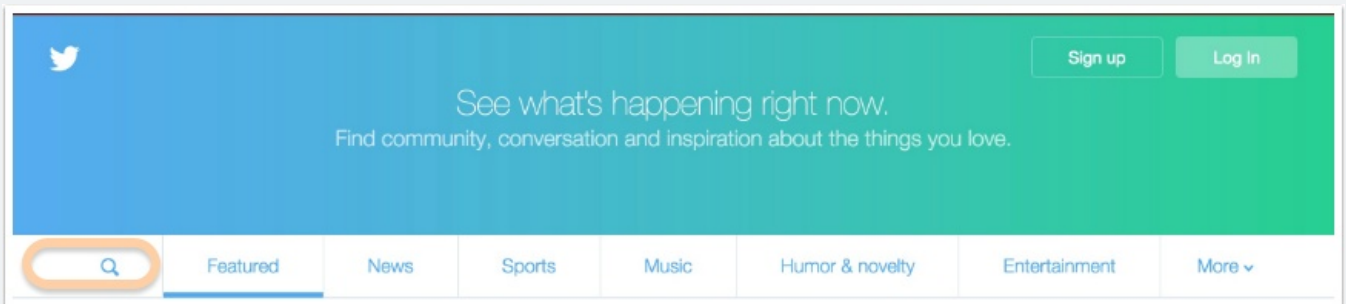 Sign up Log In
See what's happening right now.
Find community, conversation and inspiration about the things you love.
Featured News Sports Music Humor & novelty Entertainment More